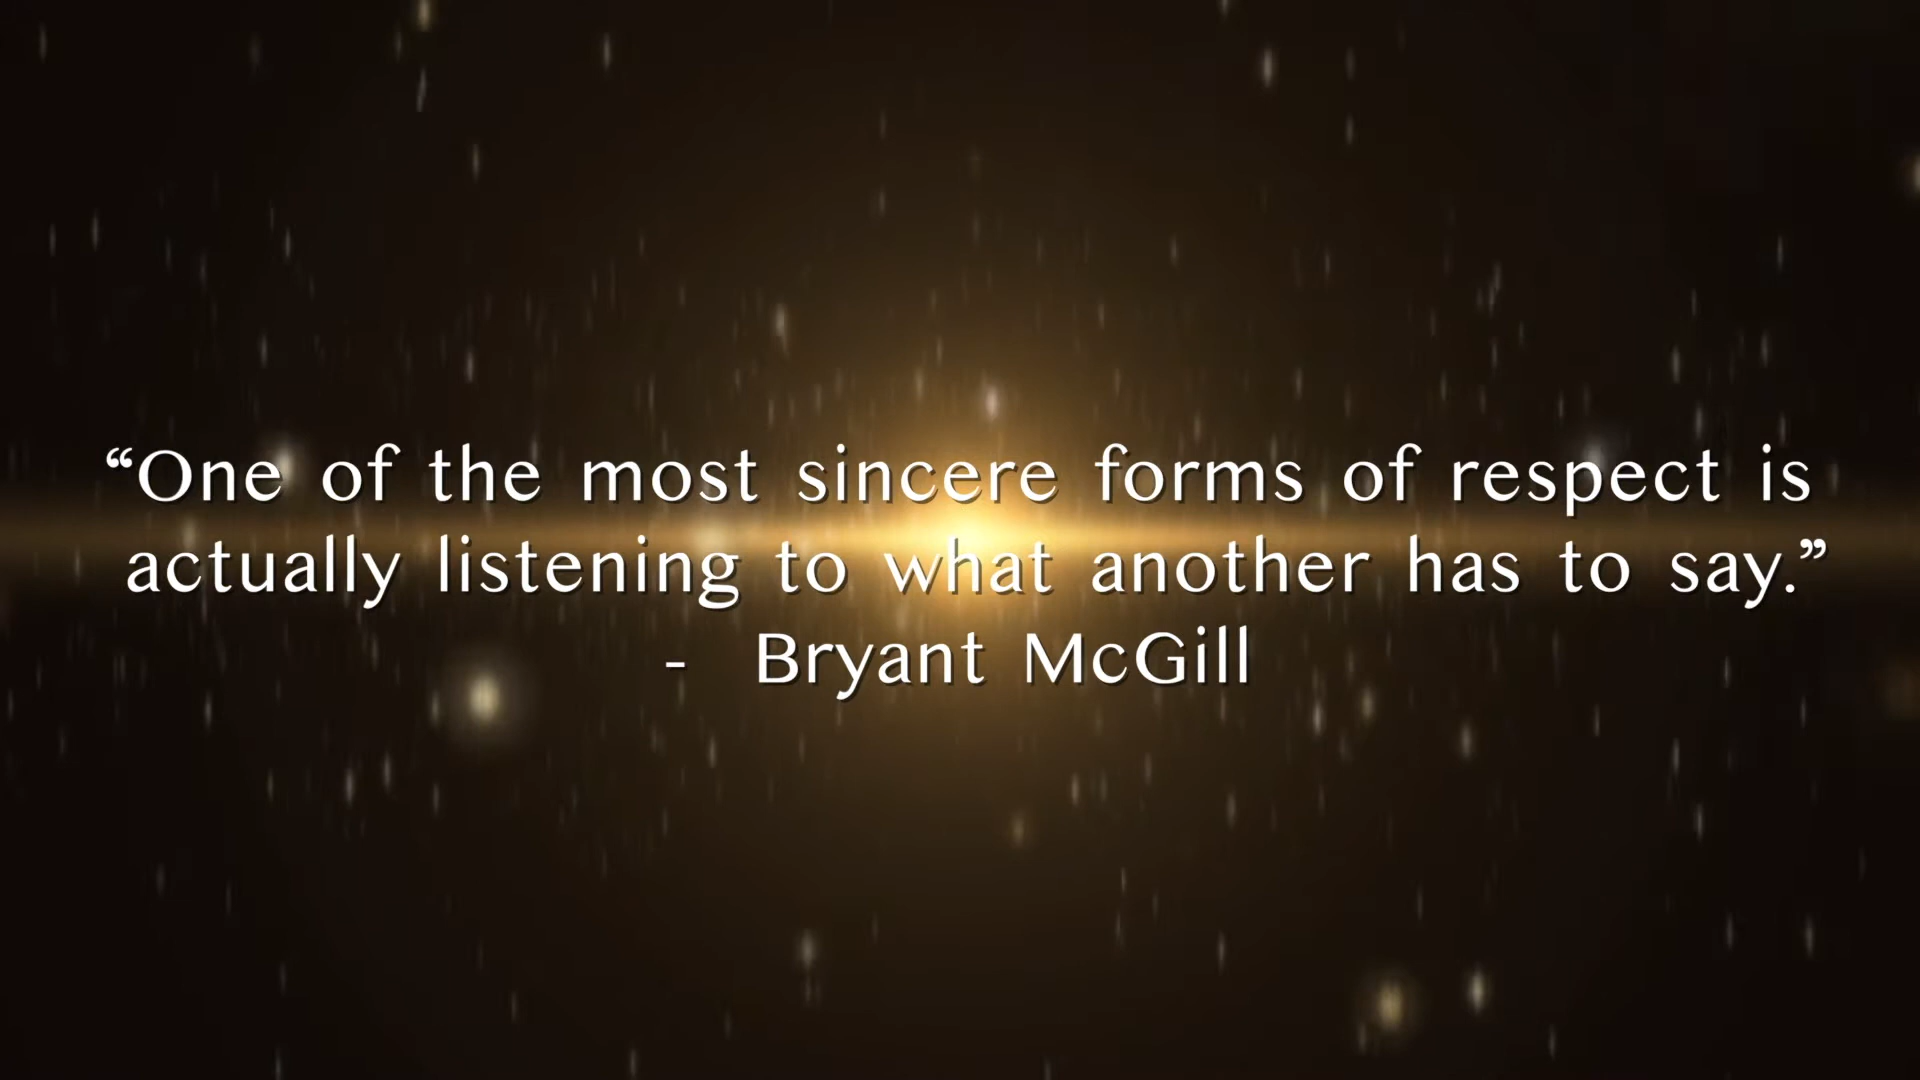 “One of the most sincere forms of respect is
actually listening to what another has to say.”
- Bryant McGill